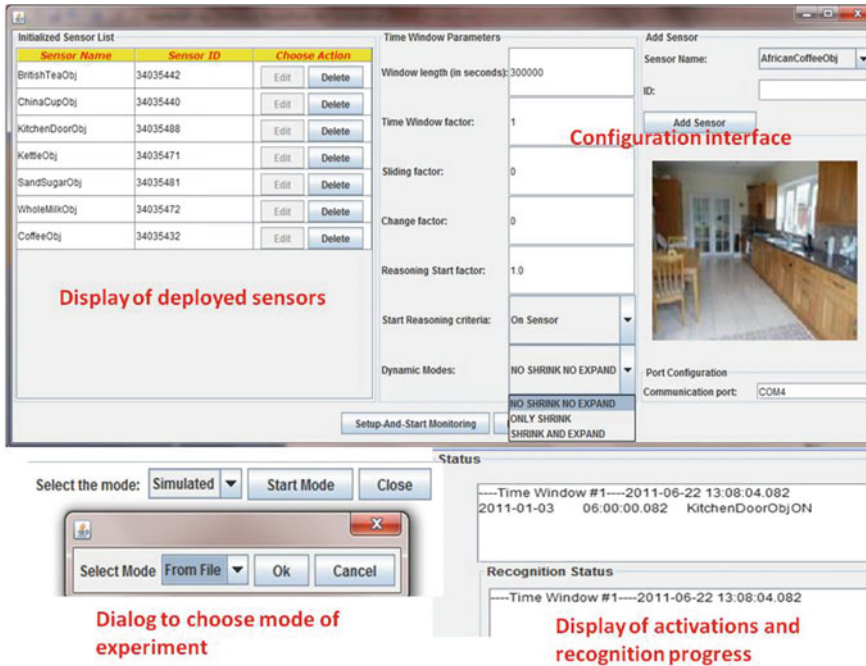 Initialized Sensor List
Sensor Name Sensor ID Choose Action
BritishTeaObj 34035442 Edit Delete
ChinaCupObj 34035440 Edit Delete
KitchenDoorObj 34035488 Edit Delete
KettleObj 34035471 Edit Delete
SandSugarObj 34035481 Edit Delete
WholeMilkObj 34035472 Edit Delete
CoffeeObj 34035432 Edit Delete
Display of deployed sensors
Time Window Parameters
Window length (in seconds): 300000
Time Window factor: 1
Sliding factor: 0
Change factor: 0
Reasoning Start factor: 1.0
Start Reasoning criteria: On Sensor
Dynamic Modes: NO SHRINK NO EXPAND
NO SHRINK NO EXPAND
ONLY SHRINK
SHRINK AND EXPAND
Setup-And-Start Monitoring
Add Sensor
Sensor Name: AfricanCoffeeObj
ID:
Add Sensor
Configuration interface
Port Configuration
Communication port: COM4
Select the mode: Simulated Start Mode Close
Select Mode From File Ok Cancel
Dialog to choose mode of
experiment
Status
----Time Window #1----2011-06-22 13:08:04.082
2011-01-03 06:00:00.082 KitchenDoorObjON
Recognition Status
----Time Window #1----2011-06-22 13:08:04.082
Display of activations and
recognition progress